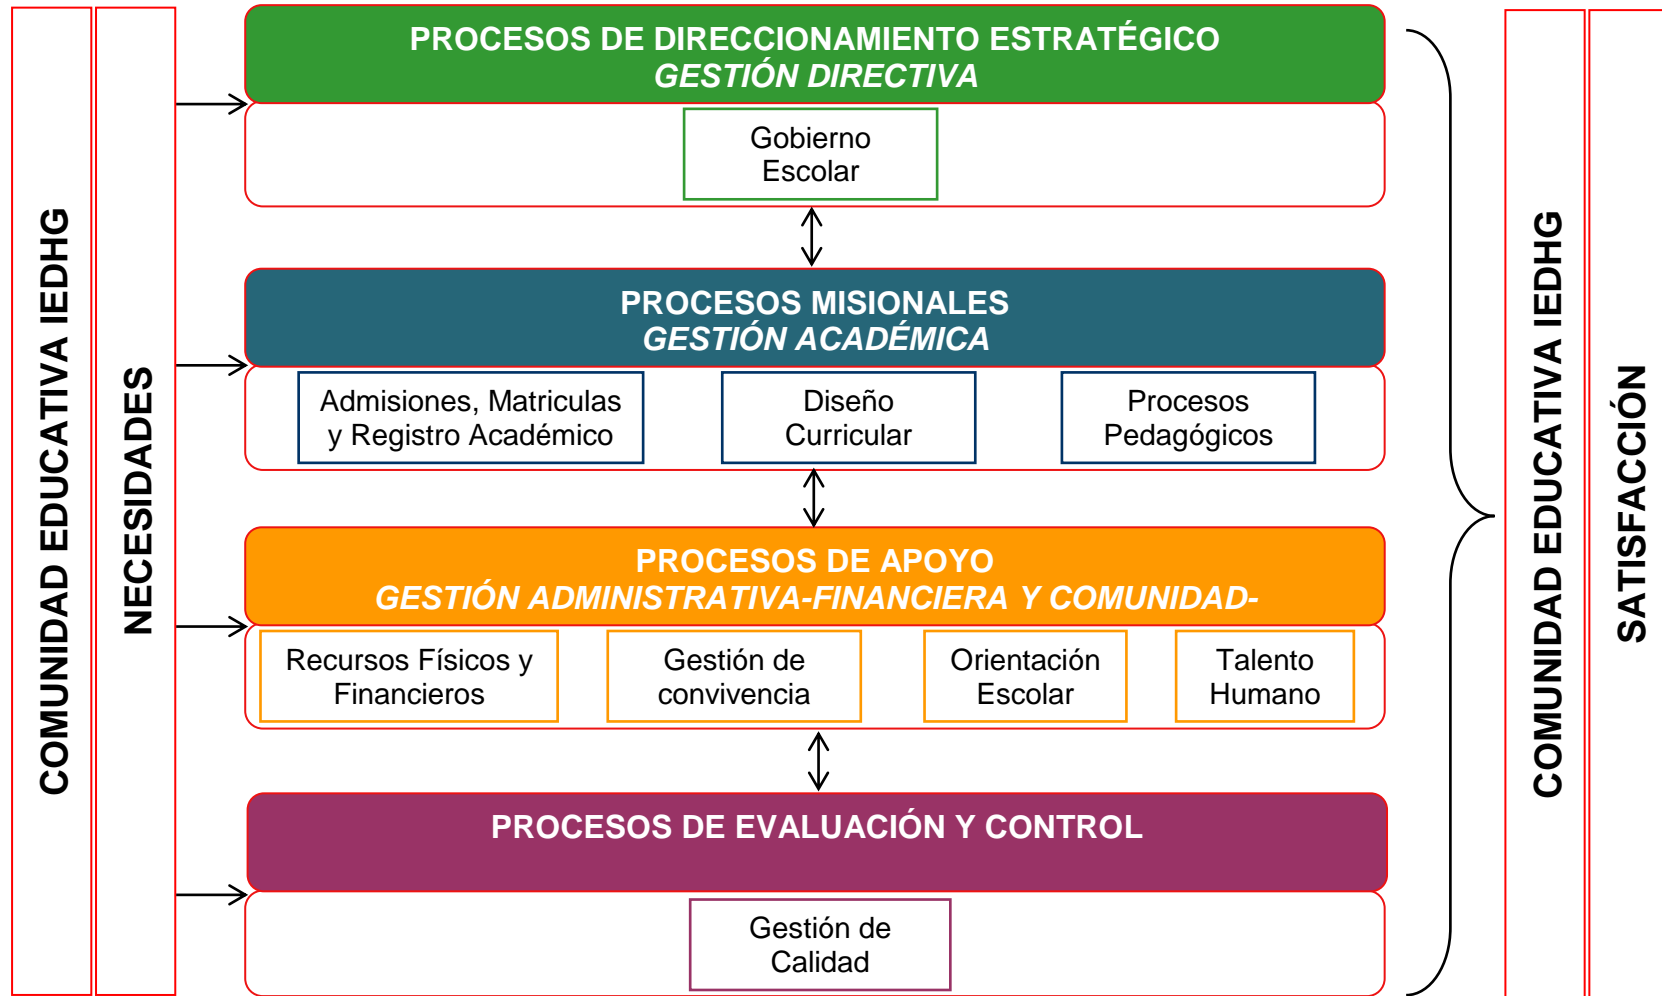 COMUNIDAD EDUCATIVA IEDHG
NECESIDADES
PROCESOS DE DIRECCIONAMIENTO ESTRATÉGICO
GESTIÓN DIRECTIVA
Gobierno
Escolar
PROCESOS MISIONALES
GESTIÓN ACADÉMICA
Admisiones, Matriculas
y Registro Académico
Diseño
Curricular
Procesos
Pedagógicos
PROCESOS DE APOYO
GESTIÓN ADMINISTRATIVA-FINANCIERA Y COMUNIDAD-
Recursos Físicos y
Financieros
Gestión de
convivencia
Orientación
Escolar
Talento
Humano
PROCESOS DE EVALUACIÓN Y CONTROL
Gestión de
Calidad
COMUNIDAD EDUCATIVA IEDHG
SATISFACCIÓN